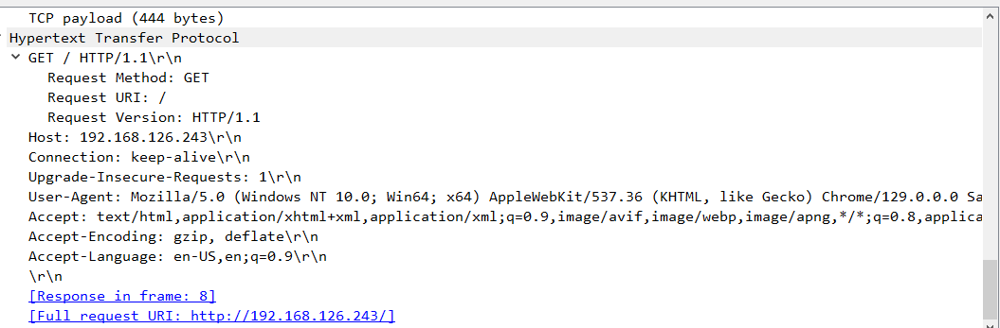 TCP payload (444 bytes)
Hypertext Transfer Protocol
GET / HTTP/1.1\r\n
Request Method: GET
Request URI: /
Request Version: HTTP/1.1
Host: 192.168.126.243\r\n
Connection: keep-alive\r\n
Upgrade-Insecure-Requests: 1\r\n
User-Agent: Mozilla/5.0 (Windows NT 10.0; Win64; x64) AppleWebKit/537.36 (KHTML, like Gecko) Chrome/129.0.0.0 Sa
Accept: text/html,application/xhtml+xml,application/xml;q=0.9,image/avif,image/webp,image/apng,*/*;q=0.8,applica
Accept-Encoding: gzip, deflate\r\n
Accept-Language: en-US,en;q=0.9\r\n
\r\n
[Response in frame: 8]
[Full request URI: http://192.168.126.243/]